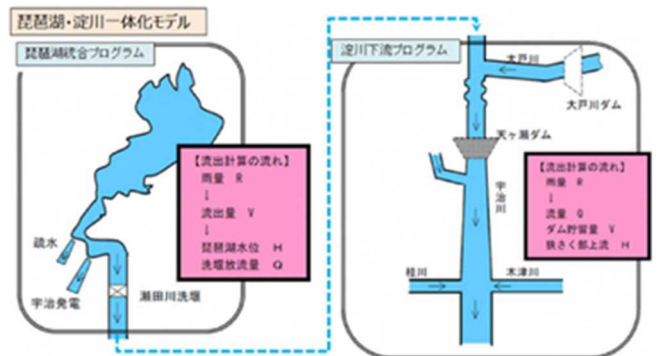 琵琶湖・淀川一体化モデル
琵琶湖統合プログラム
【流出計算の流れ】
雨量 R
↓
流出量 V
↓
琵琶湖水位 H
洗堰放流量 Q
疏水
宇治発電
瀬田川洗堰
淀川下流プログラム
大戸川
大戸川ダム
天ヶ瀬ダム
宇治川
【流出計算の流れ】
雨量 R
↓
流量 Q
ダム貯留量 V
狭さく部上流 H
桂川
木津川